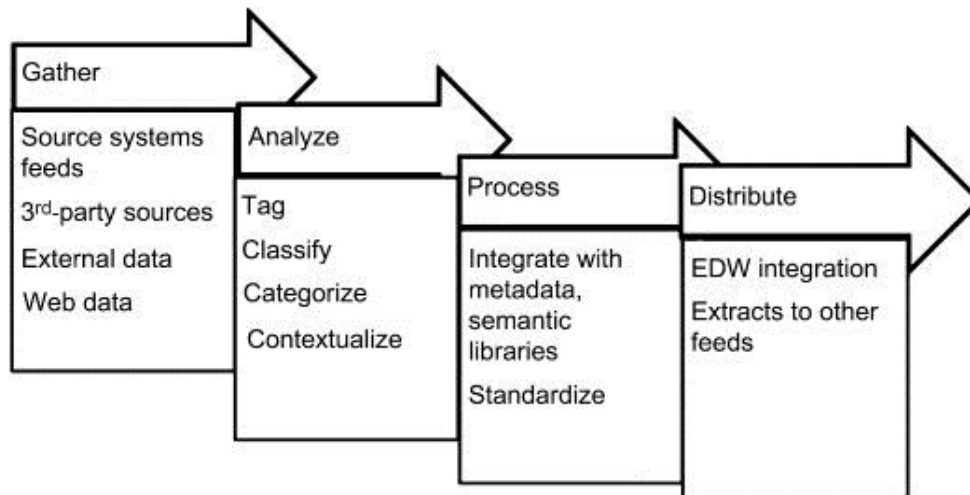 Gather
Source systems
feeds
3rd-party sources
External data
Web data
Analyze
Tag
Classify
Categorize
Contextualize
Process
Integrate with
metadata,
semantic
libraries
Standardize
Distribute
EDW integration
Extracts to other
feeds